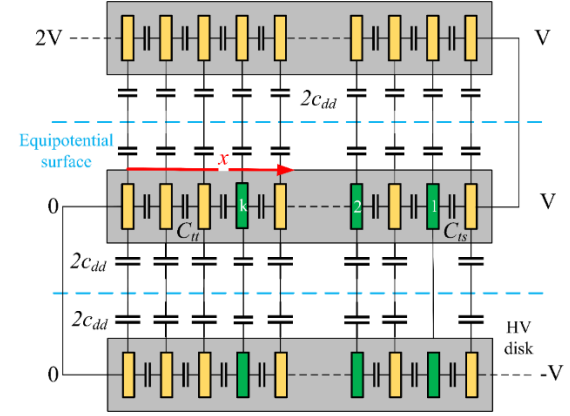 2V
V
2c_dd
Equipotential
surface
x
0
k
2
1
V
C_tt
C_ts
2c_dd
2c_dd
HV
disk
0
-V